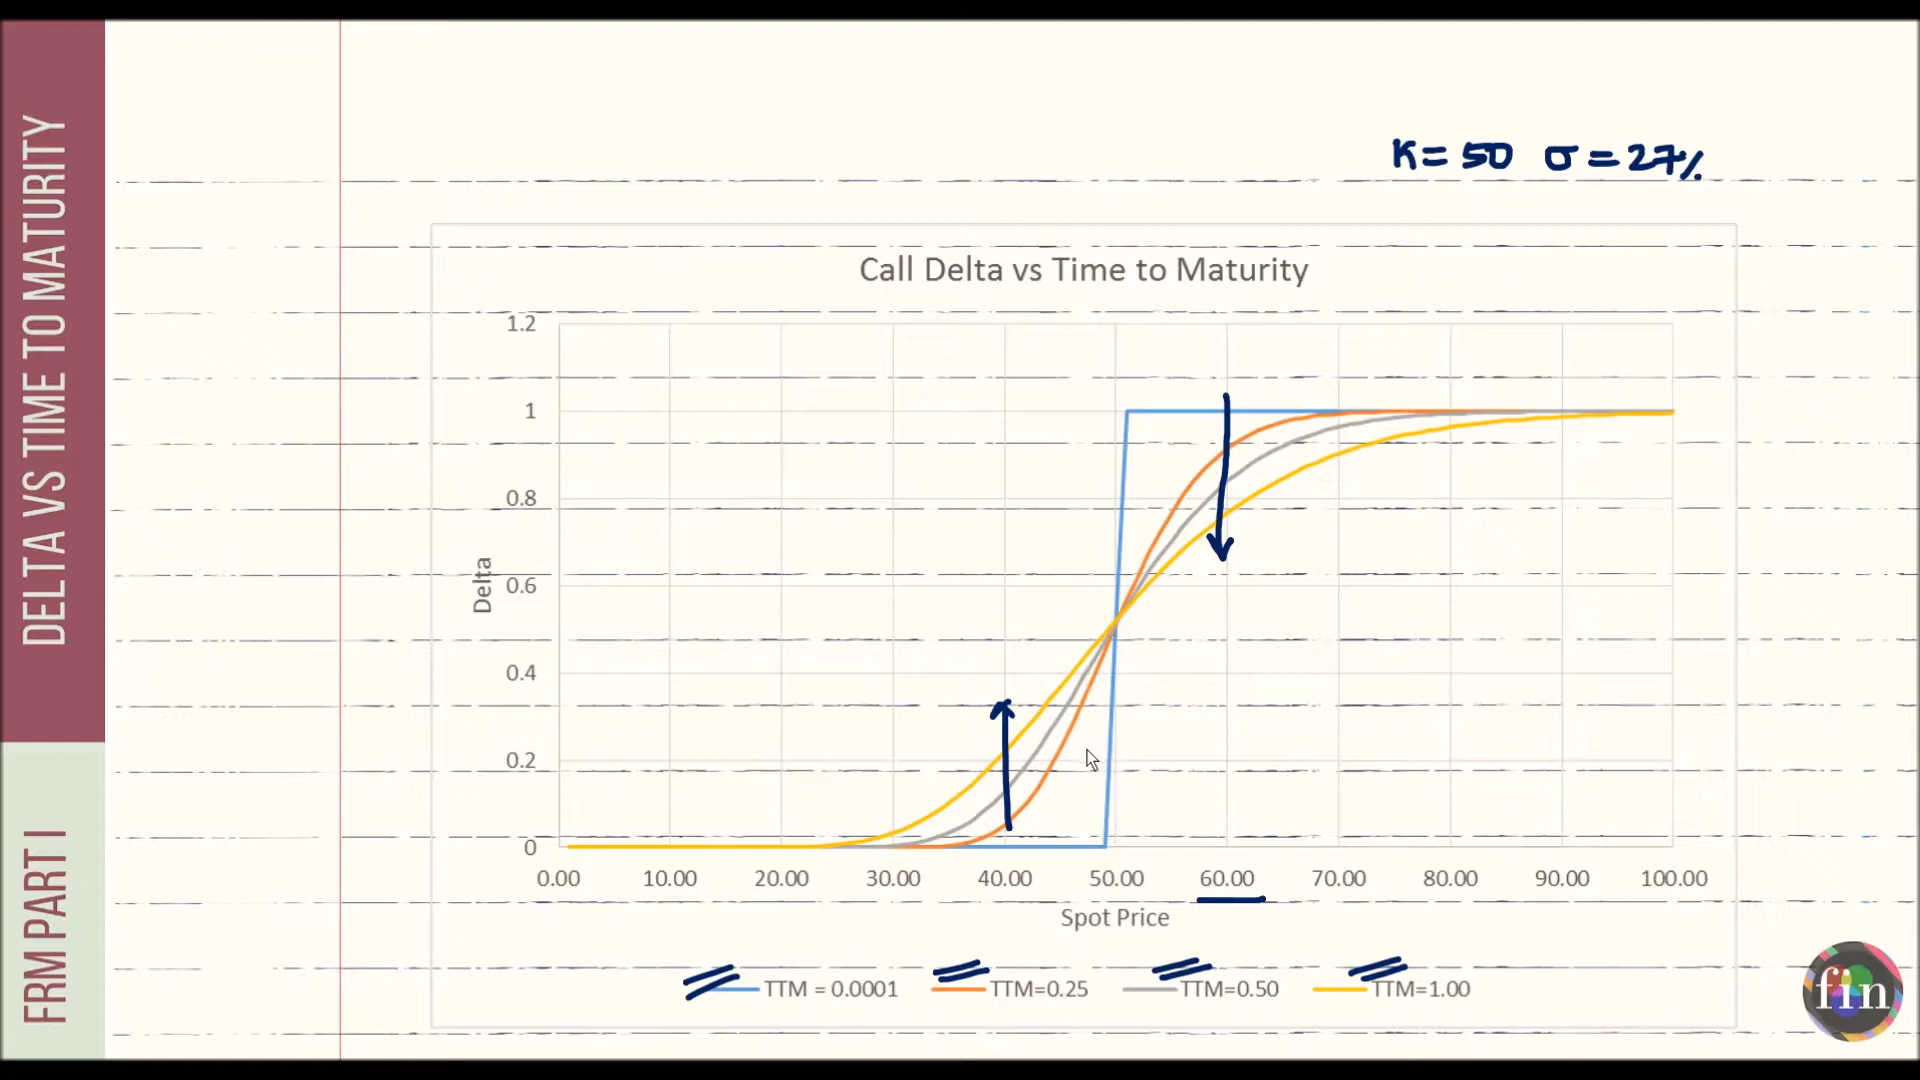 DELTA VS TIME TO MATURITY
FRM PART I
K = 50 σ = 27%
Call Delta vs Time to Maturity
1.2
1
0.8
0.6
0.4
0.2
0
Delta
0.00 10.00 20.00 30.00 40.00 50.00 60.00 70.00 80.00 90.00 100.00
Spot Price
TTM = 0.0001 TTM=0.25 TTM=0.50 TTM=1.00
fin